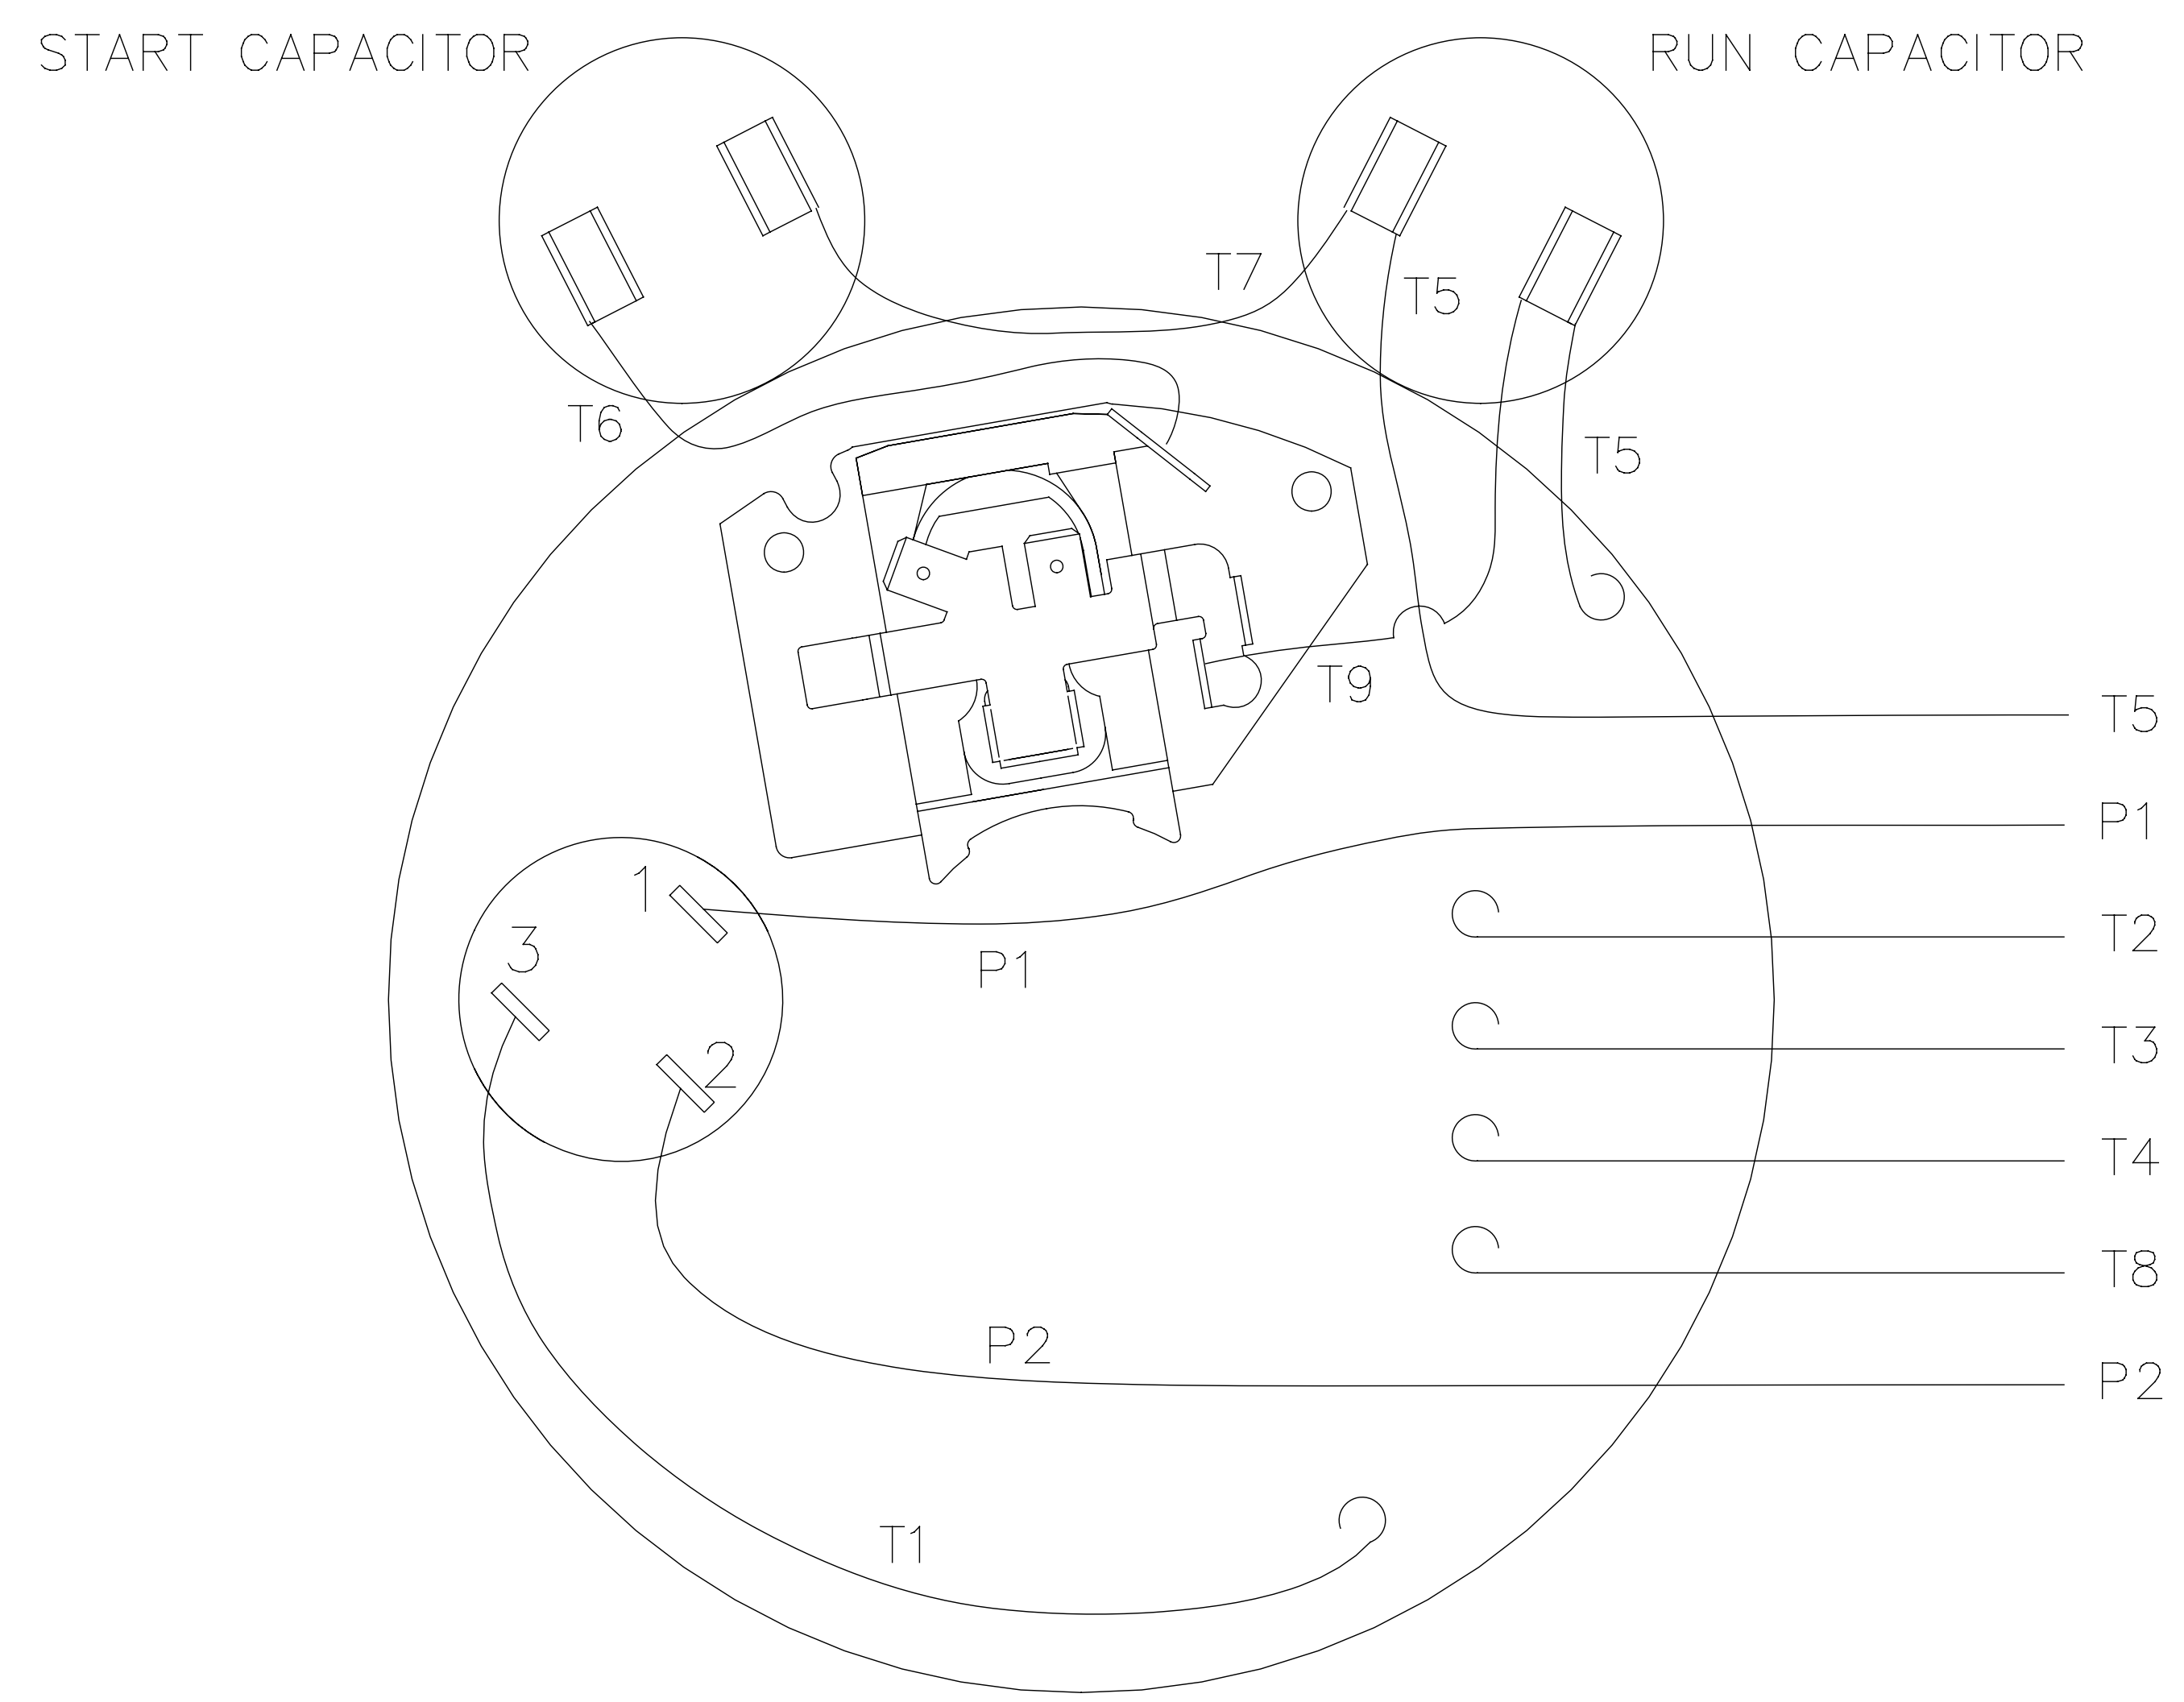 START CAPACITOR
RUN CAPACITOR
T7
T5
T6
T5
T9
T5
P1
1
T2
3
P1
T3
2
T4
T8
P2
P2
T1